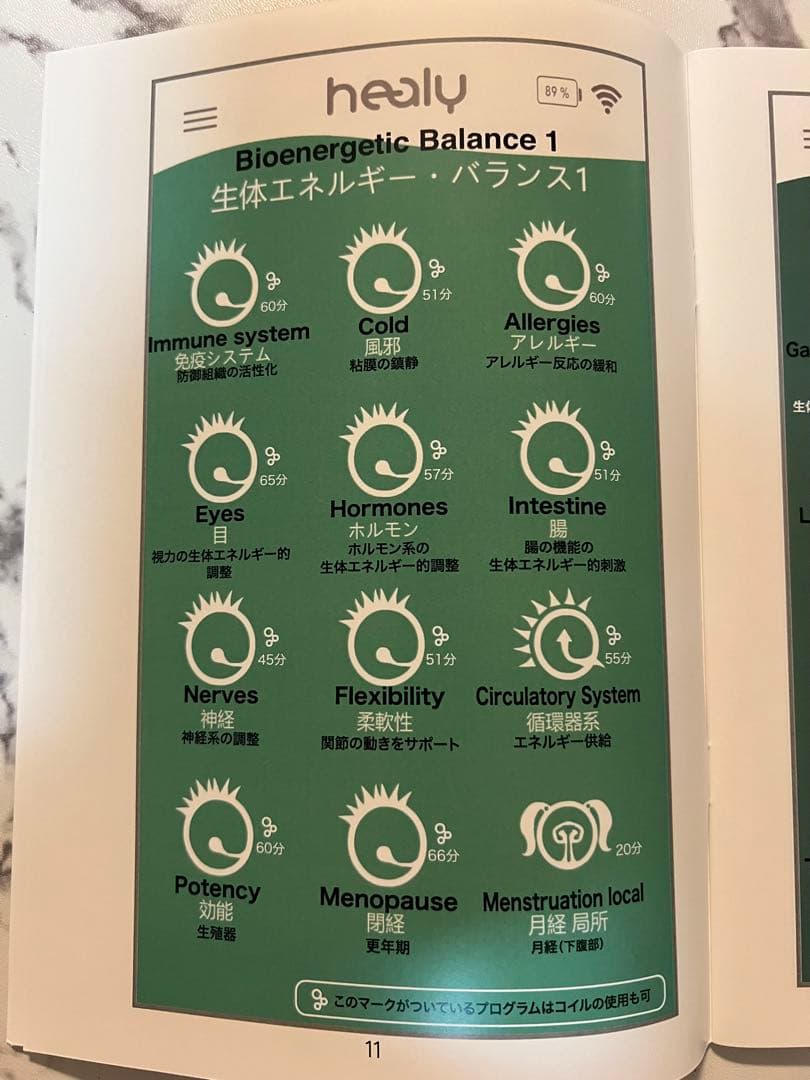 healy
89 %
Bioenergetic Balance 1
生体エネルギー・バランス1
60分
51分
60分
Immune system
免疫システム
防御組織の活性化
Cold
風邪
粘膜の鎮静
Allergies
アレルギー
アレルギー反応の緩和
65分
57分
51分
Eyes
目
視力の生体エネルギー的
調整
Hormones
ホルモン
ホルモン系の
生体エネルギー的調整
Intestine
腸
腸の機能の
生体エネルギー的刺激
45分
51分
55分
Nerves
神経
神経系の調整
Flexibility
柔軟性
関節の動きをサポート
Circulatory System
循環器系
エネルギー供給
60分
66分
20分
Potency
効能
生殖器
Menopause
閉経
更年期
Menstruation local
月経 局所
月経(下腹部)
このマークがついているプログラムはコイルの使用も可
11
Ga
生体
L